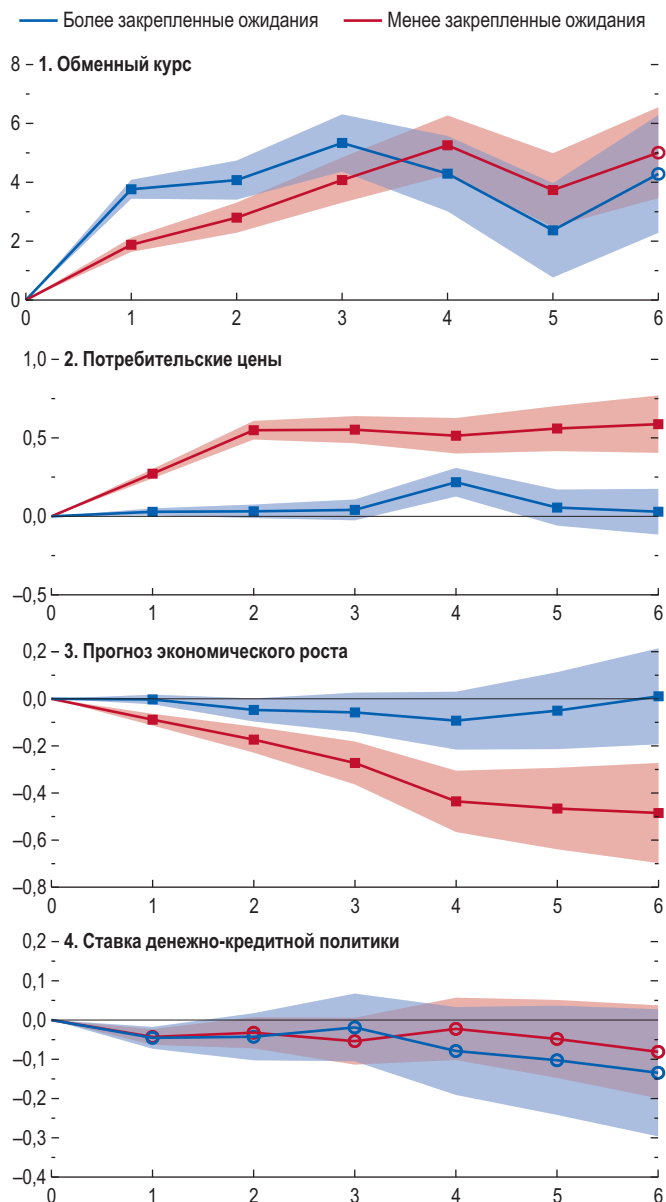 Более закрепленные ожидания Менее закрепленные ожидания
8
1. Обменный курс
6
4
2
0
0 1 2 3 4 5 6
1,0
2. Потребительские цены
0,5
0,0
–0,5
0 1 2 3 4 5 6
0,2
3. Прогноз экономического роста
0,0
–0,2
–0,4
–0,6
–0,8
0 1 2 3 4 5 6
0,2
4. Ставка денежно-кредитной политики
0,1
0,0
–0,1
–0,2
–0,3
–0,4
0 1 2 3 4 5 6